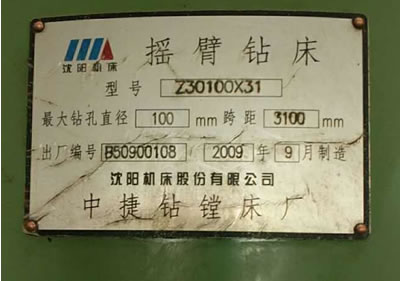 摇臂钻床
沈阳机床
型号 Z30100X31
最大钻孔直径 100 mm 跨距 3100 mm
出厂编号 B50900108 / 2009 年 9 月制造
沈阳机床股份有限公司
中捷钻镗床厂